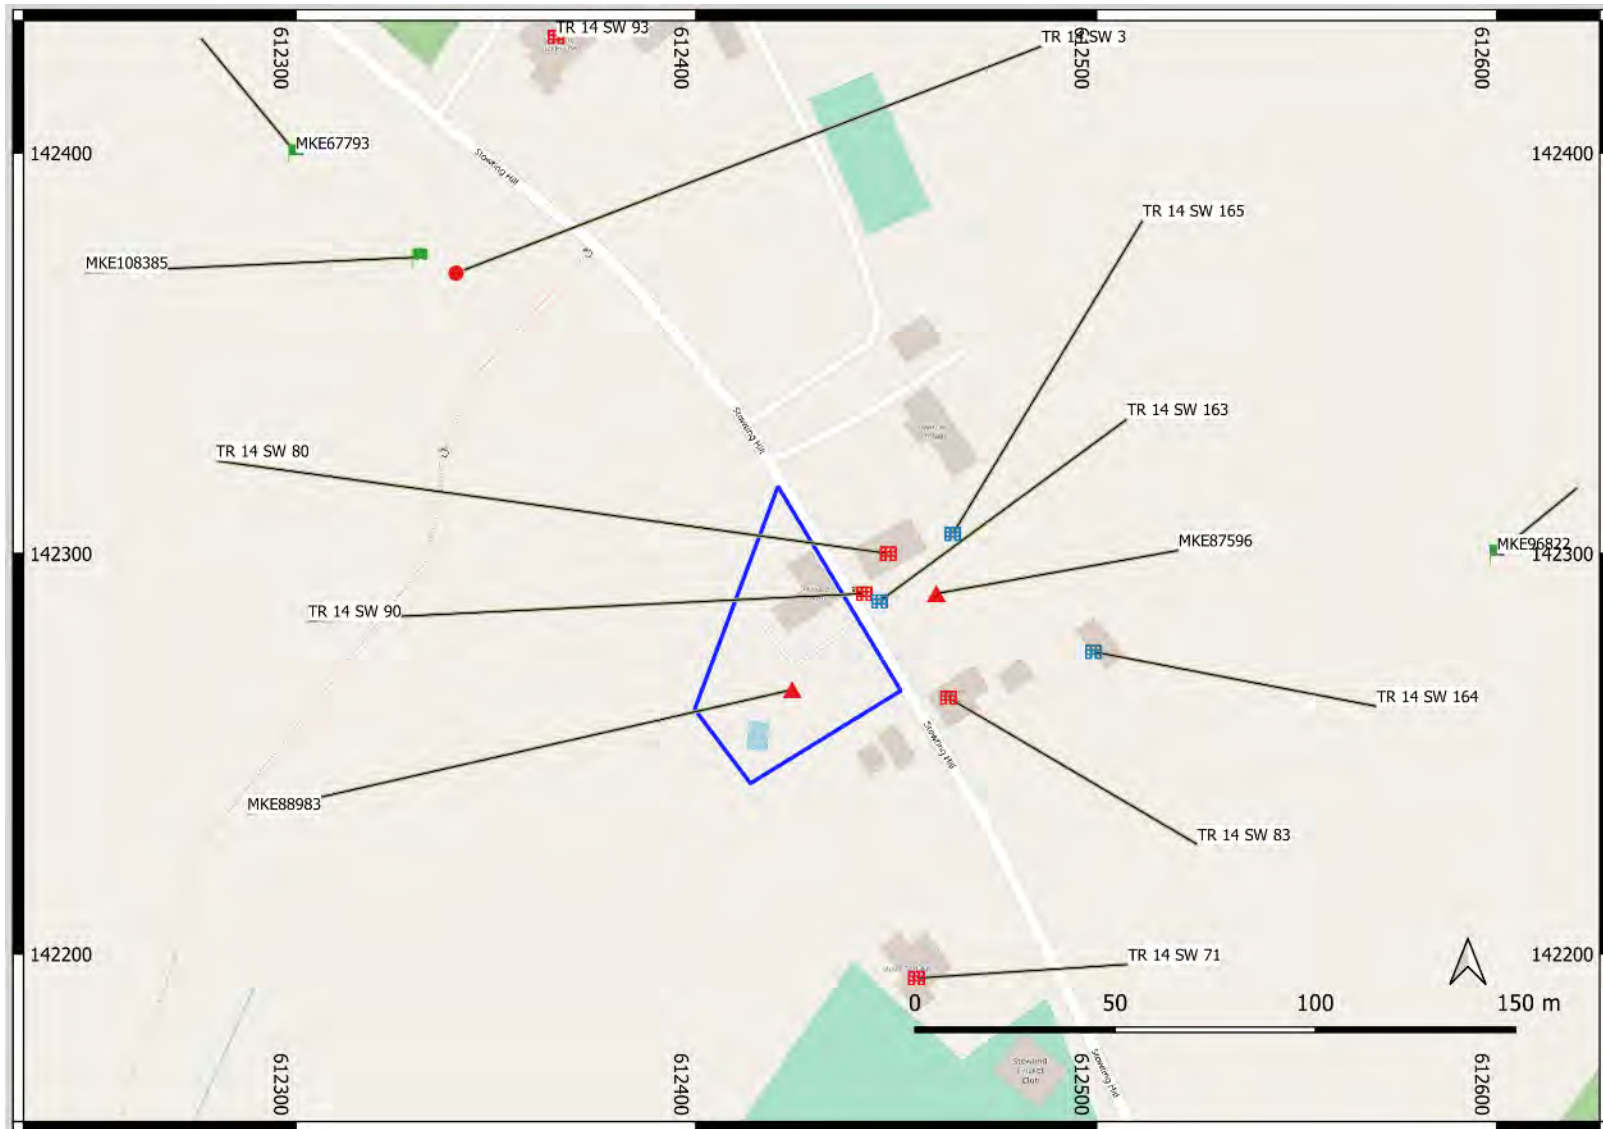 612300
612400
612500
612600
TR 14 SW 93
TR 14 SW 3
142400
MKE67793
142400
Stowting Hill
TR 14 SW 165
MKE108385
TR 14 SW 163
Stowting Hill
TR 14 SW 80
142300
MKE87596
MKE96822
142300
TR 14 SW 90
TR 14 SW 164
Stowting Hill
MKE88983
TR 14 SW 83
142200
TR 14 SW 71
142200
0 50 100 150 m
Stowting
Cricket
Club
Stowting Hill
612300
612400
612500
612600